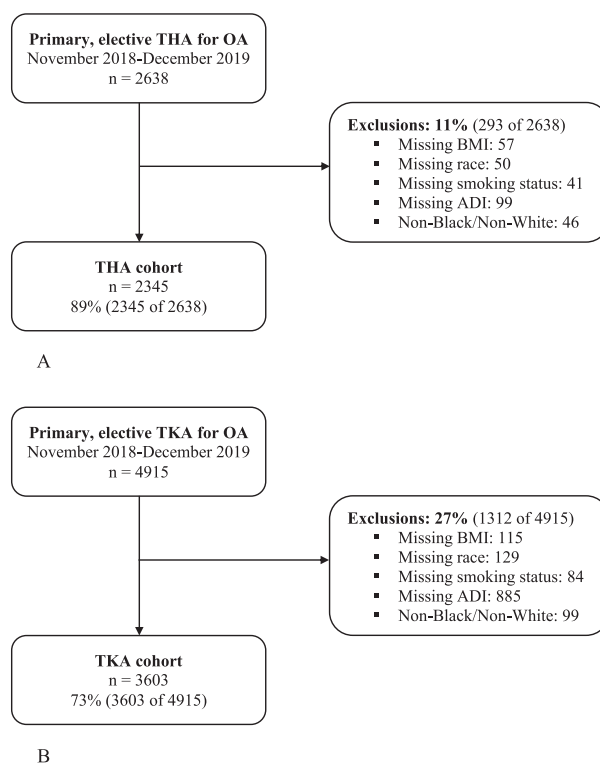 Primary, elective THA for OA
November 2018-December 2019
n = 2638
Exclusions: 11% (293 of 2638)
▪ Missing BMI: 57
▪ Missing race: 50
▪ Missing smoking status: 41
▪ Missing ADI: 99
▪ Non-Black/Non-White: 46
THA cohort
n = 2345
89% (2345 of 2638)
A
Primary, elective TKA for OA
November 2018-December 2019
n = 4915
Exclusions: 27% (1312 of 4915)
▪ Missing BMI: 115
▪ Missing race: 129
▪ Missing smoking status: 84
▪ Missing ADI: 885
▪ Non-Black/Non-White: 99
TKA cohort
n = 3603
73% (3603 of 4915)
B